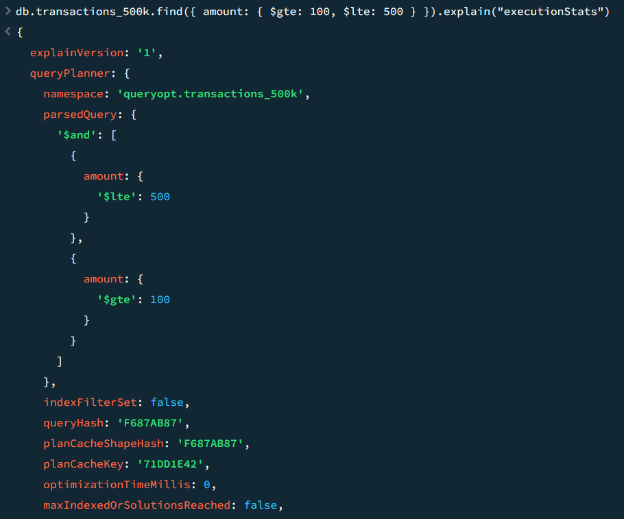 > db.transactions_500k.find({ amount: { $gte: 100, $lte: 500 } }).explain("executionStats")
< {
explainVersion: '1',
queryPlanner: {
namespace: 'queryopt.transactions_500k',
parsedQuery: {
'$and': [
{
amount: {
'$lte': 500
}
},
{
amount: {
'$gte': 100
}
}
]
},
indexFilterSet: false,
queryHash: 'F687AB87',
planCacheShapeHash: 'F687AB87',
planCacheKey: '71DD1E42',
optimizationTimeMillis: 0,
maxIndexedOrSolutionsReached: false,